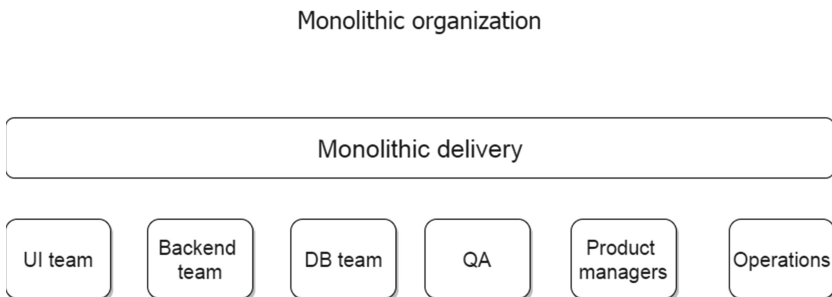 Monolithic organization
Monolithic delivery
UI team
Backend
team
DB team
QA
Product
managers
Operations